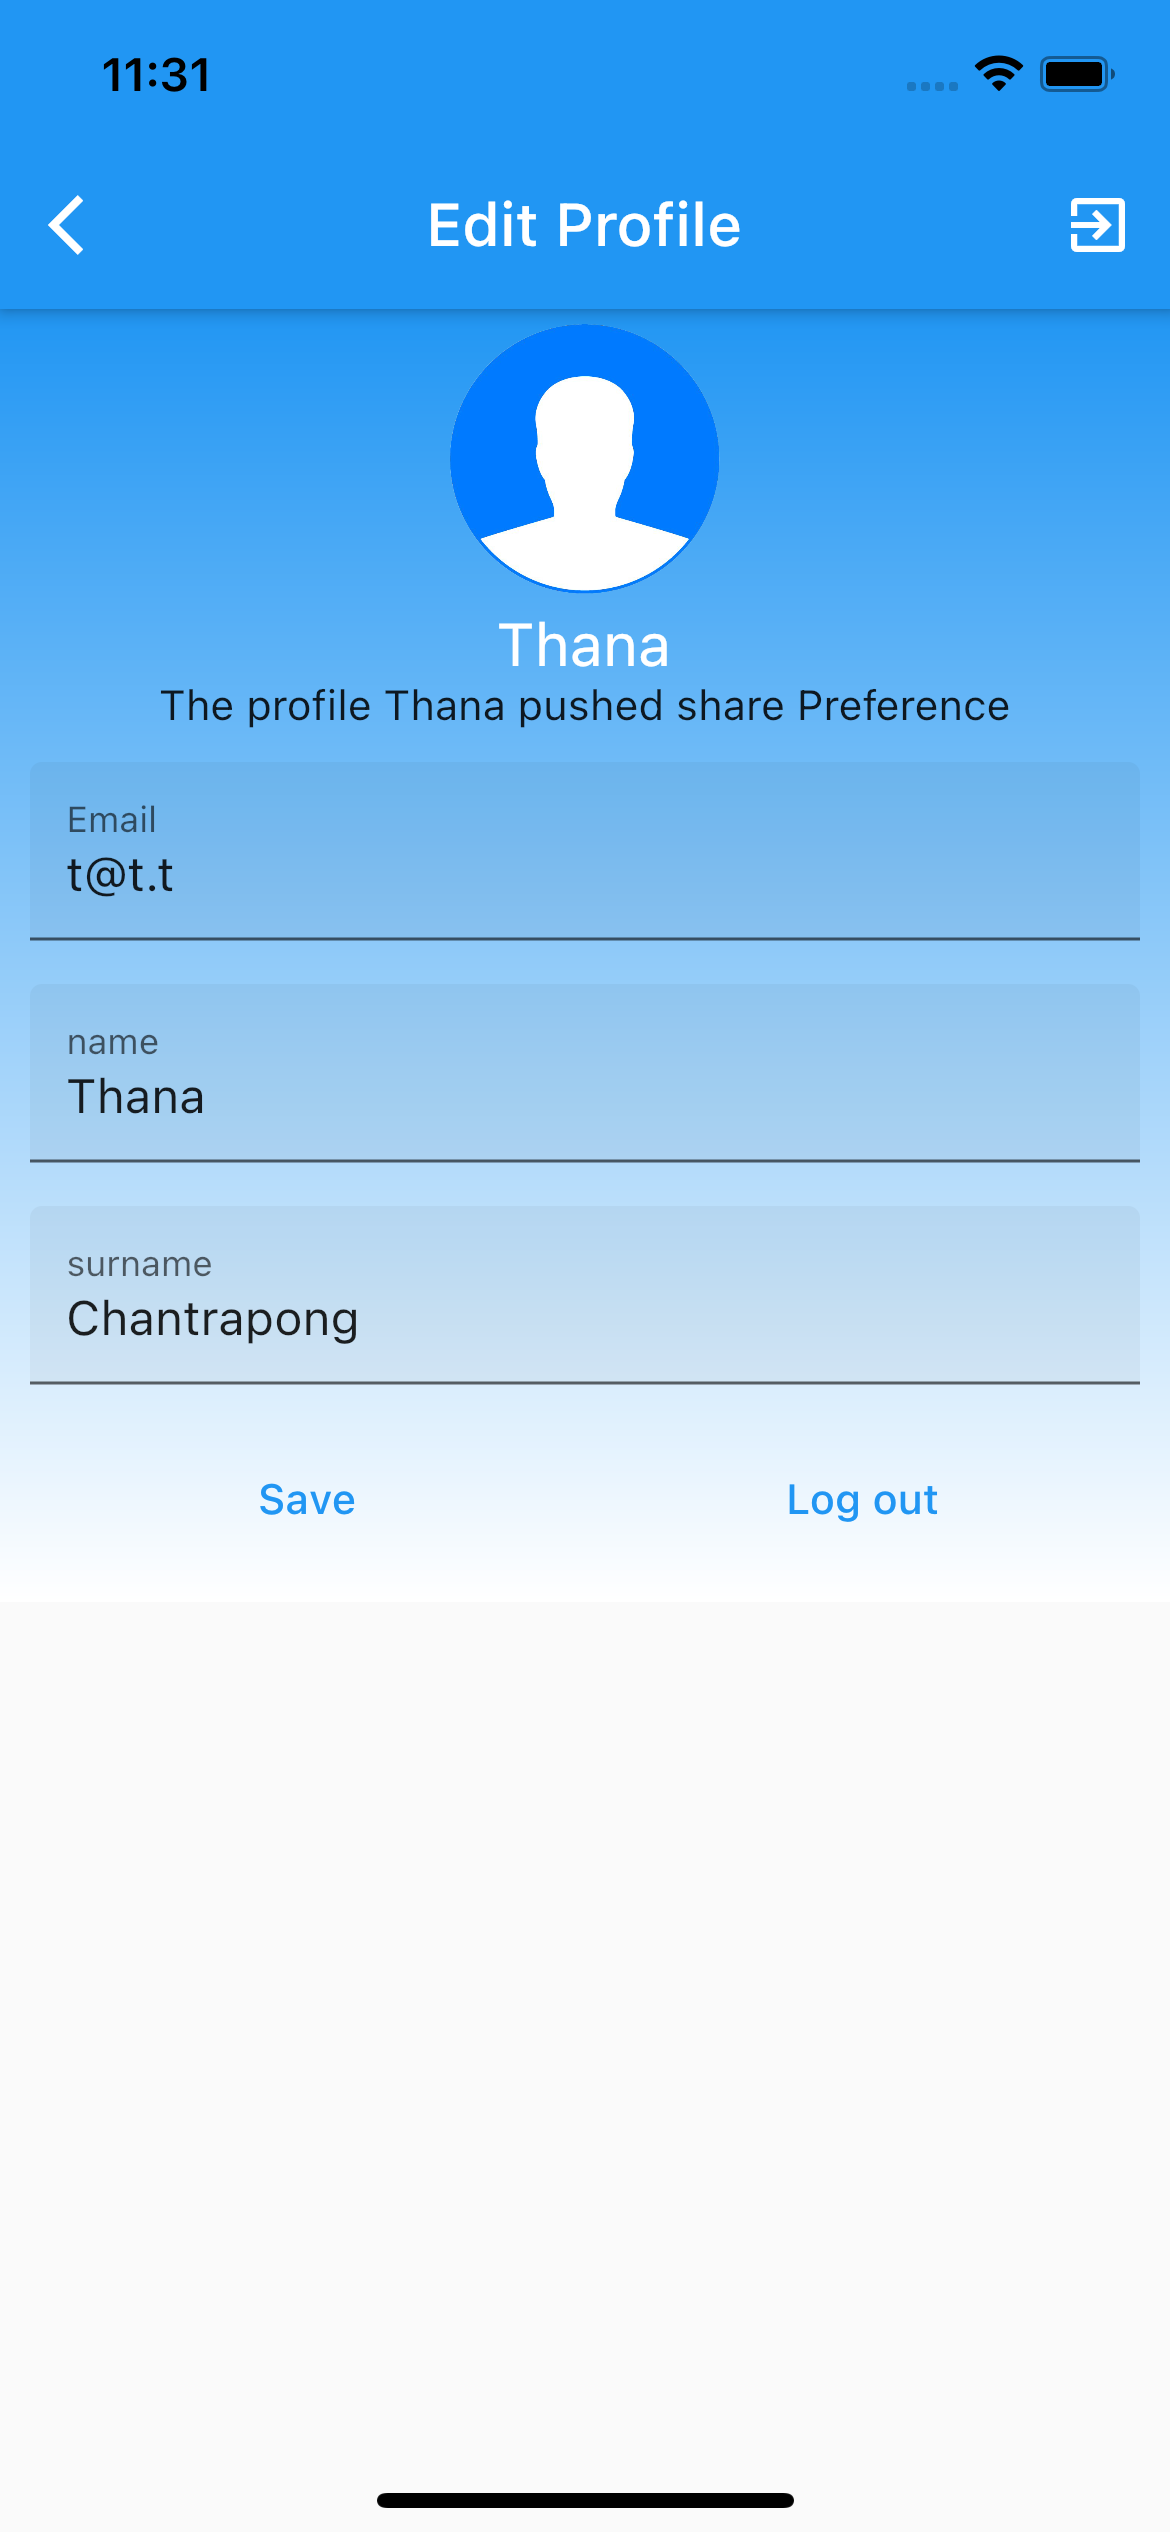 11:31
Edit Profile
Thana
The profile Thana pushed share Preference
Email
t@t.t
name
Thana
surname
Chantrapong
Save Log out